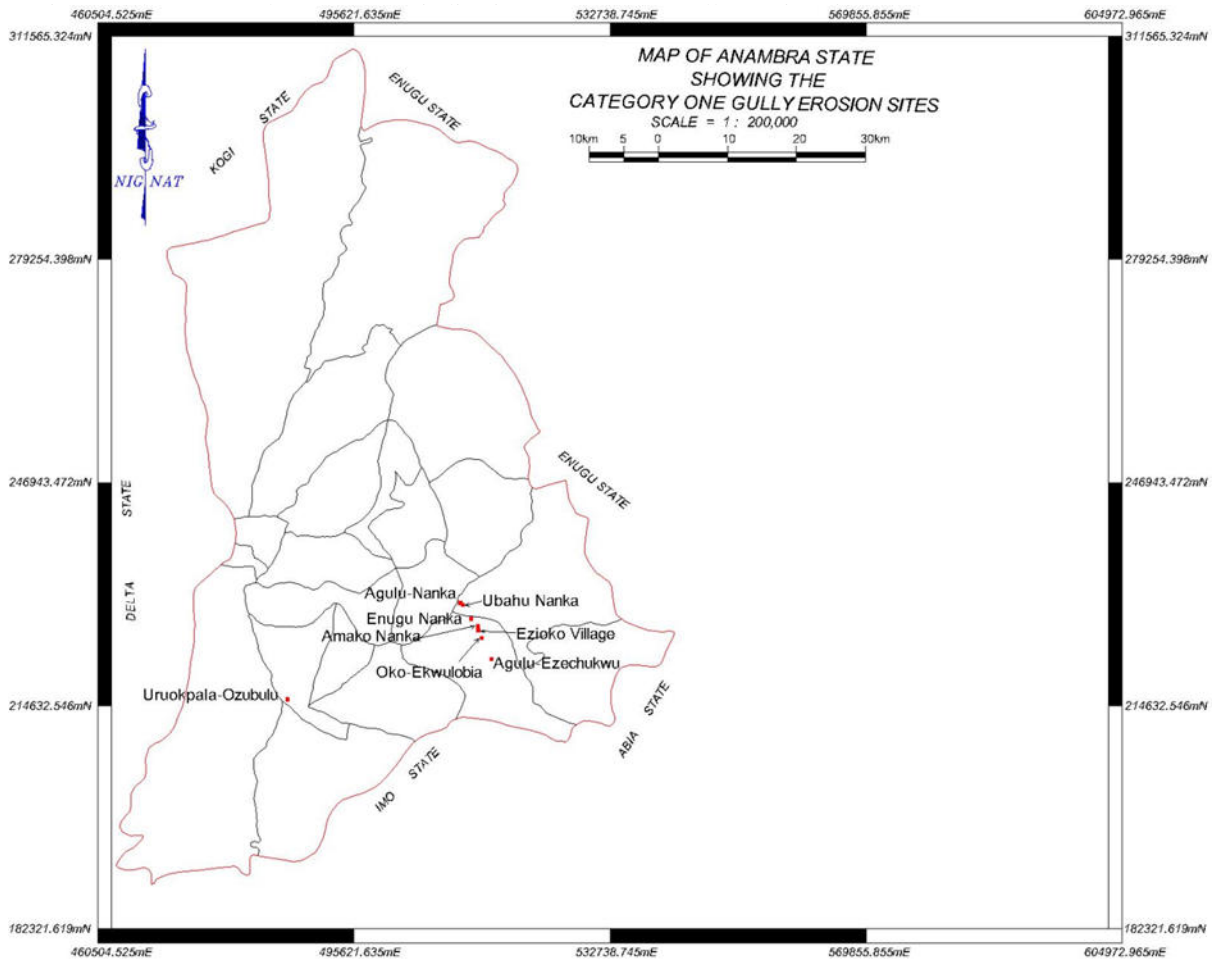 460504.525mE 495621.635mE 532738.745mE 569855.855mE 604972.965mE
311565.324mN 311565.324mN
MAP OF ANAMBRA STATE
SHOWING THE
CATEGORY ONE GULLY EROSION SITES
SCALE = 1 : 200,000
10km 5 0 10 20 30km
NIG NAT
KOGI STATE
ENUGU STATE
279254.398mN 279254.398mN
ENUGU STATE
246943.472mN 246943.472mN
DELTA STATE
Agulu-Nanka
Ubahu Nanka
Enugu Nanka
Amako Nanka
Ezioko Village
Oko-Ekwulobia
Agulu-Ezechukwu
Uruokpala-Ozubulu
214632.546mN 214632.546mN
ABIA STATE
IMO STATE
182321.619mN 182321.619mN
460504.525mE 495621.635mE 532738.745mE 569855.855mE 604972.965mE